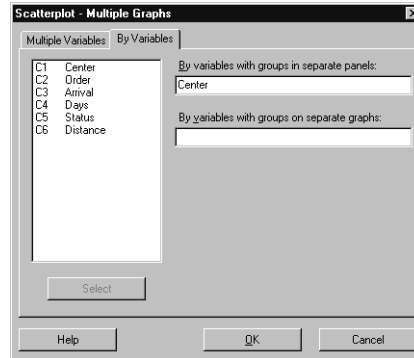 Scatterplot - Multiple Graphs
Multiple Variables
By Variables
C1 Center
C2 Order
C3 Arrival
C4 Days
C5 Status
C6 Distance
By variables with groups in separate panels:
Center
By variables with groups on separate graphs:
Select
Help
OK
Cancel